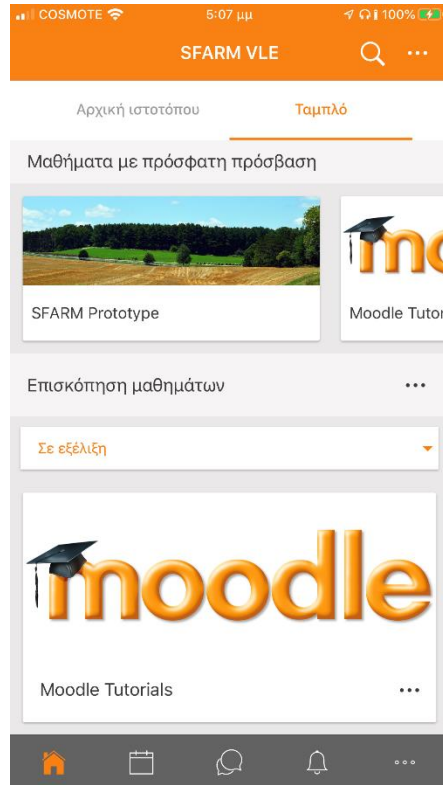 COSMOTE 5:07 μμ 100%
SFARM VLE
Αρχική ιστοτόπου Ταμπλό
Μαθήματα με πρόσφατη πρόσβαση
SFARM Prototype Moodle Tutor
Επισκόπηση μαθημάτων
Σε εξέλιξη
moodle
Moodle Tutorials